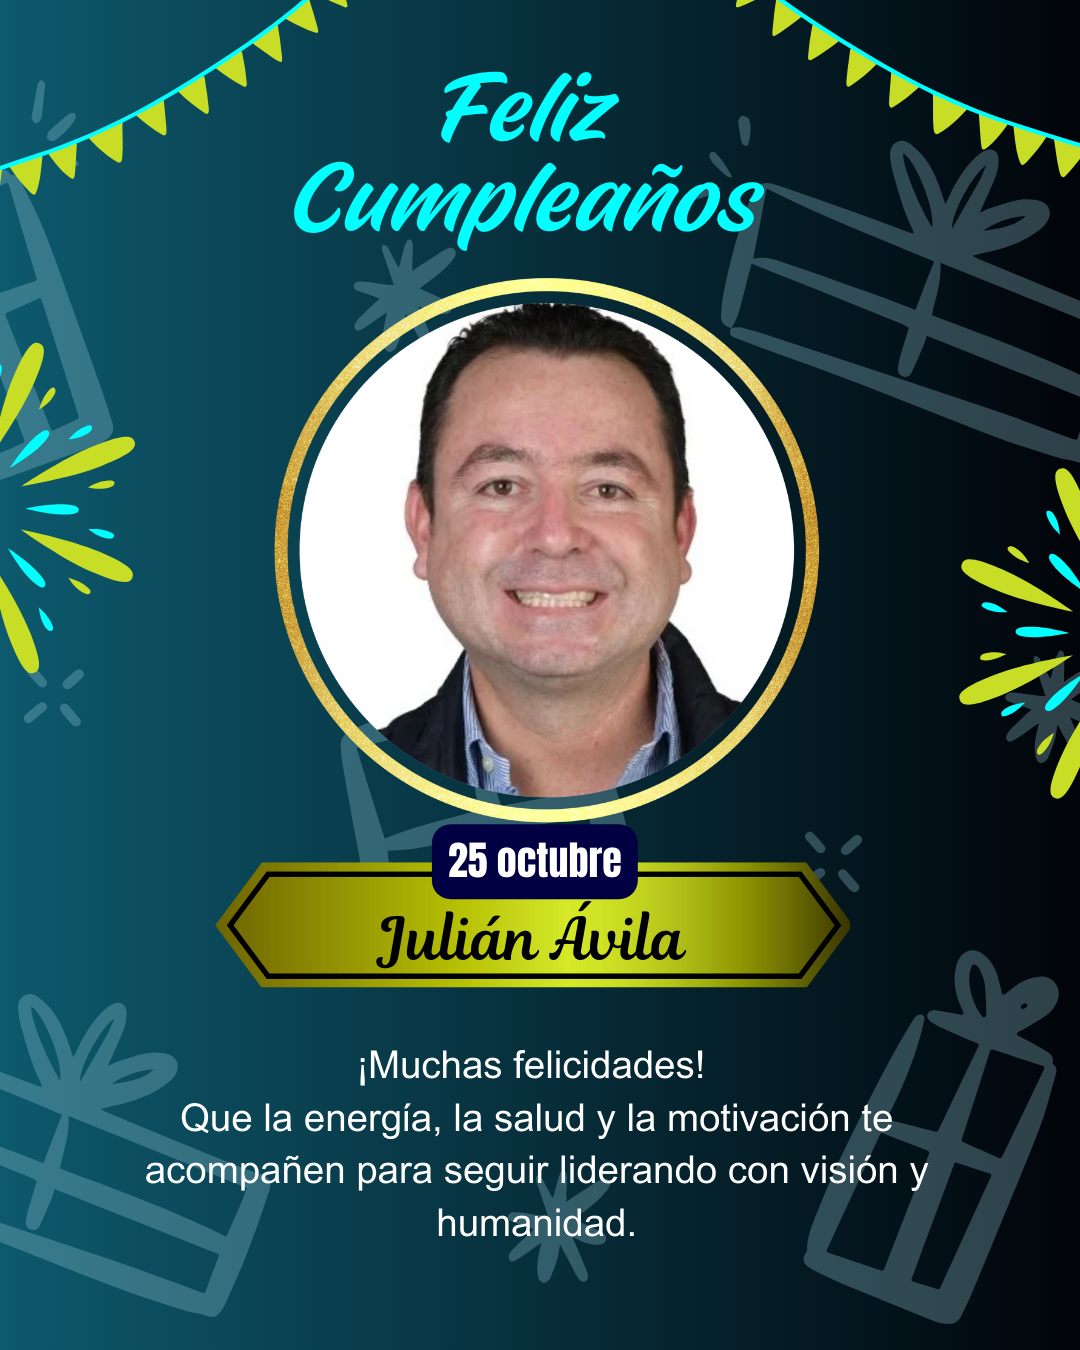 Feliz
Cumpleaños
25 octubre
Julián Ávila
¡Muchas felicidades!
Que la energía, la salud y la motivación te
acompañen para seguir liderando con visión y
humanidad.